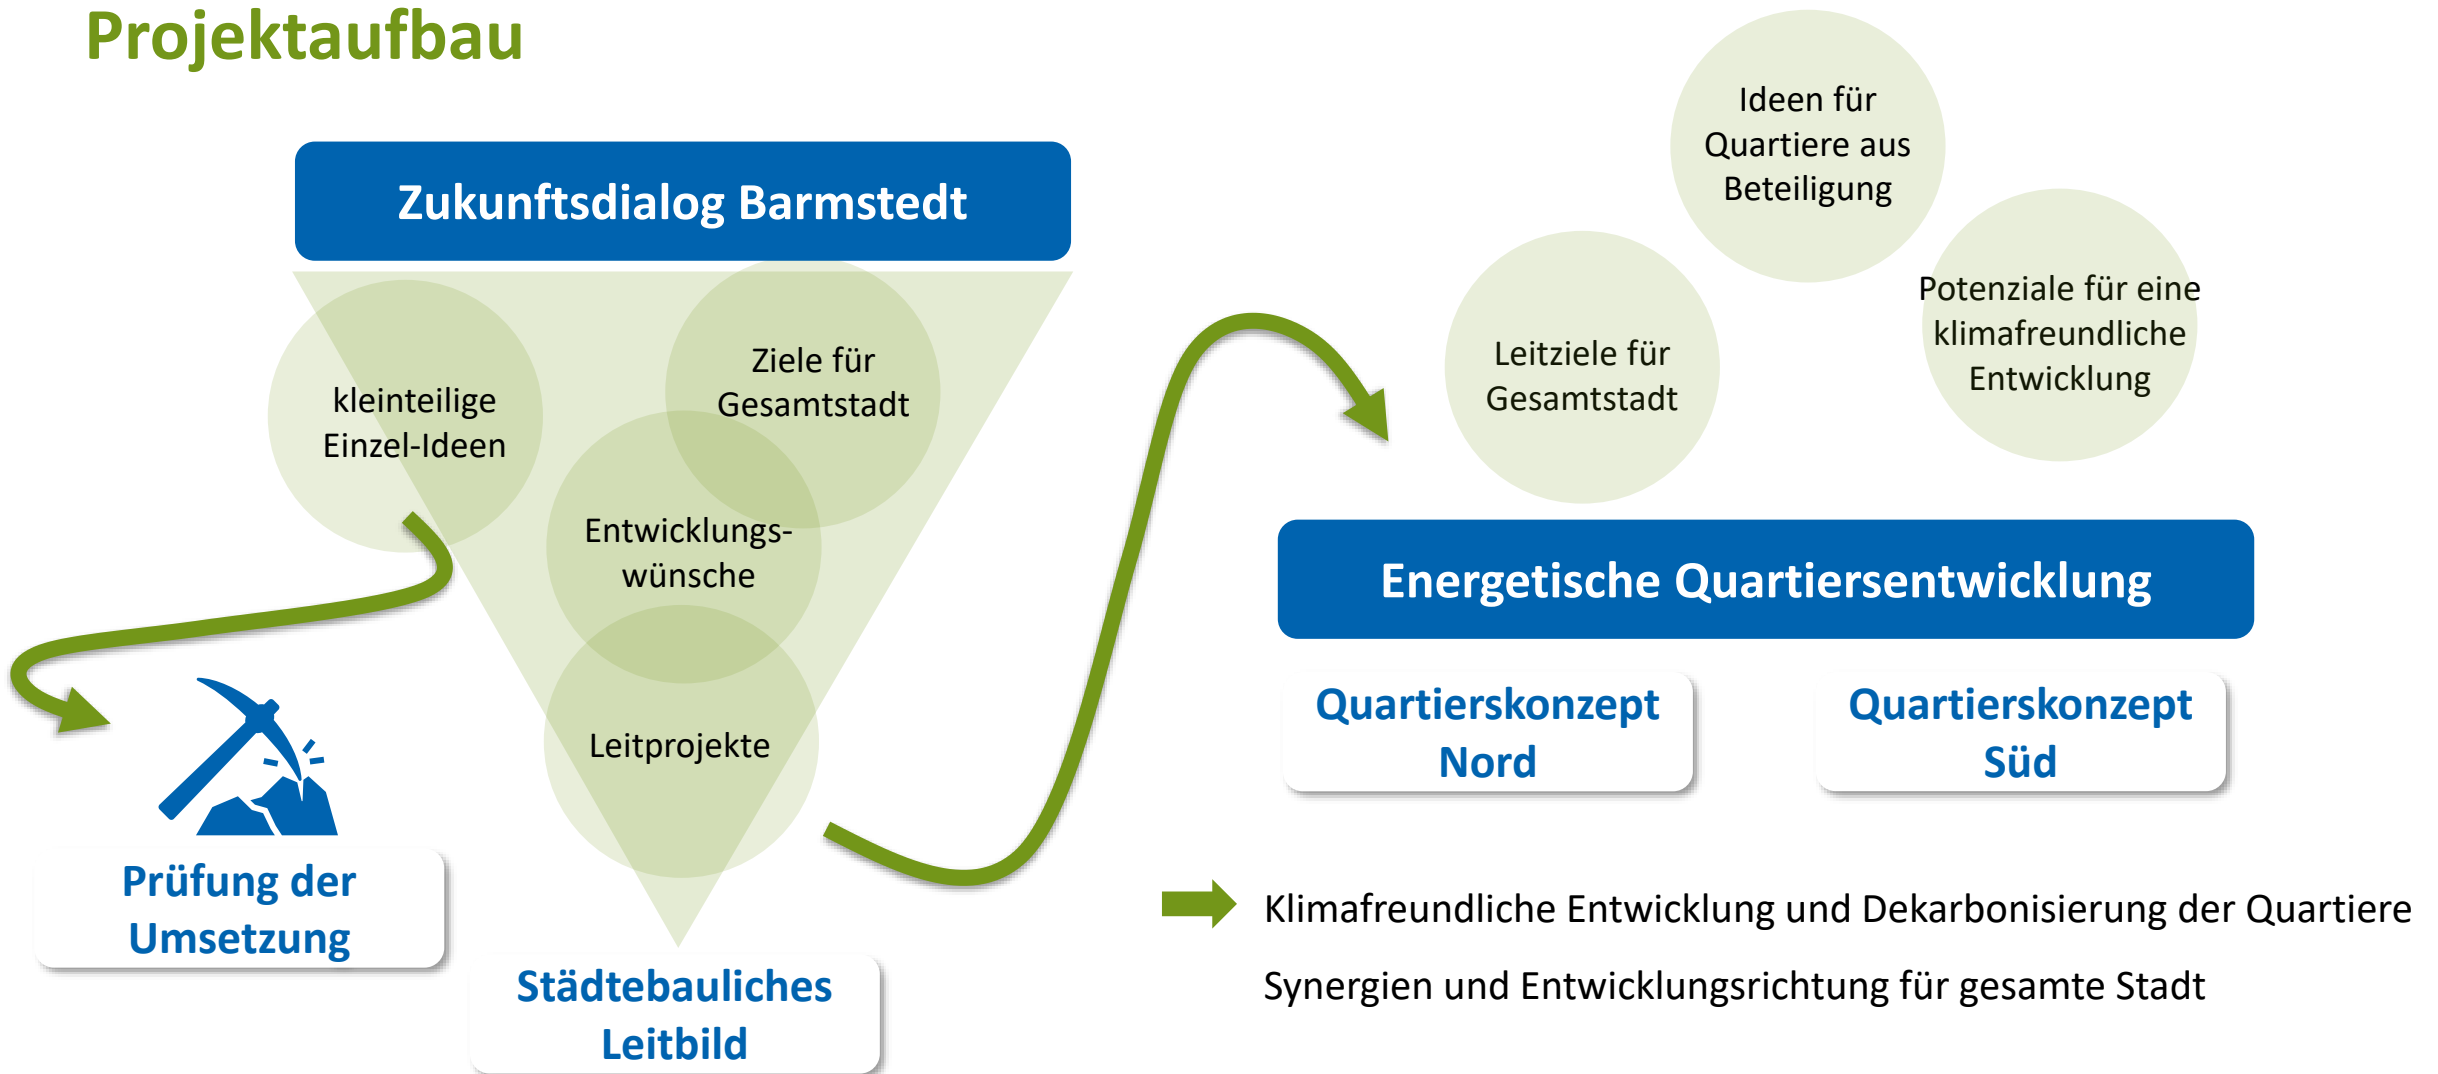 Projektaufbau
Zukunftsdialog Barmstedt
kleinteilige
Einzel-Ideen
Ziele für
Gesamtstadt
Entwicklungs-
wünsche
Leitprojekte
Prüfung der
Umsetzung
Städtebauliches
Leitbild
Ideen für
Quartiere aus
Beteiligung
Leitziele für
Gesamtstadt
Potenziale für eine
klimafreundliche
Entwicklung
Energetische Quartiersentwicklung
Quartierskonzept
Nord
Quartierskonzept
Süd
Klimafreundliche Entwicklung und Dekarbonisierung der Quartiere
Synergien und Entwicklungsrichtung für gesamte Stadt